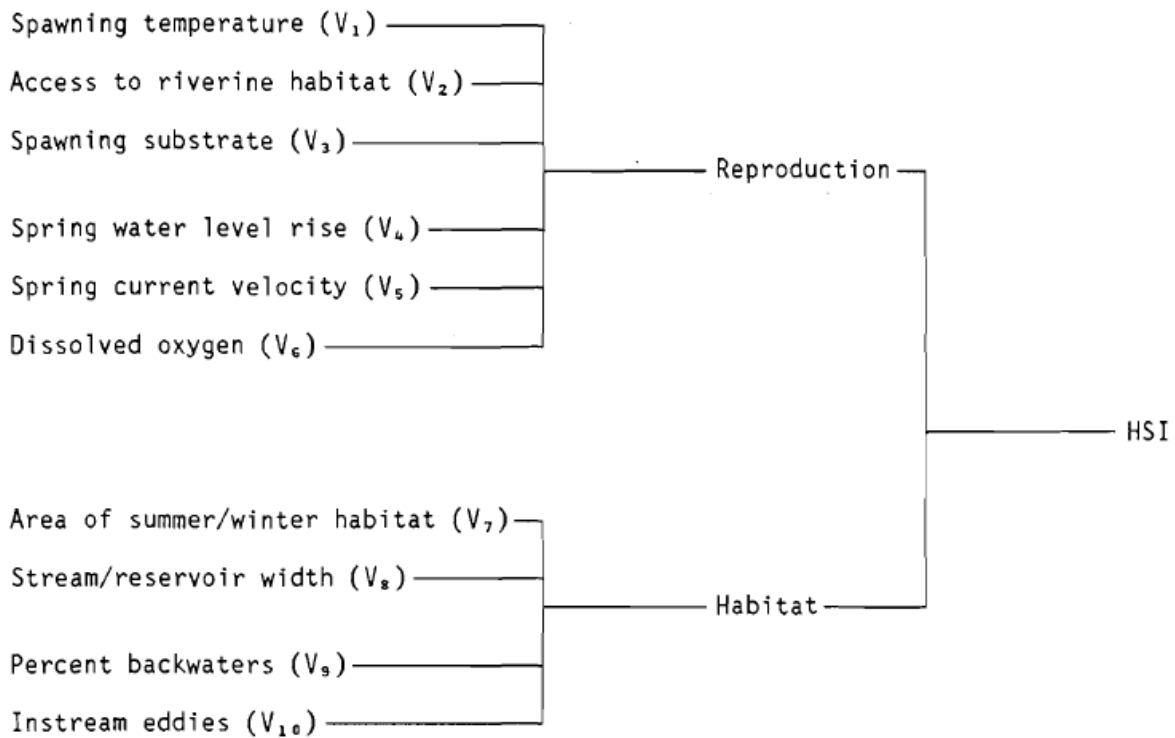 Spawning temperature (V₁)
Access to riverine habitat (V₂)
Spawning substrate (V₃)
Reproduction
Spring water level rise (V₄)
Spring current velocity (V₅)
Dissolved oxygen (V₆)
HSI
Area of summer/winter habitat (V₇)
Stream/reservoir width (V₈)
Habitat
Percent backwaters (V₉)
Instream eddies (V₁₀)